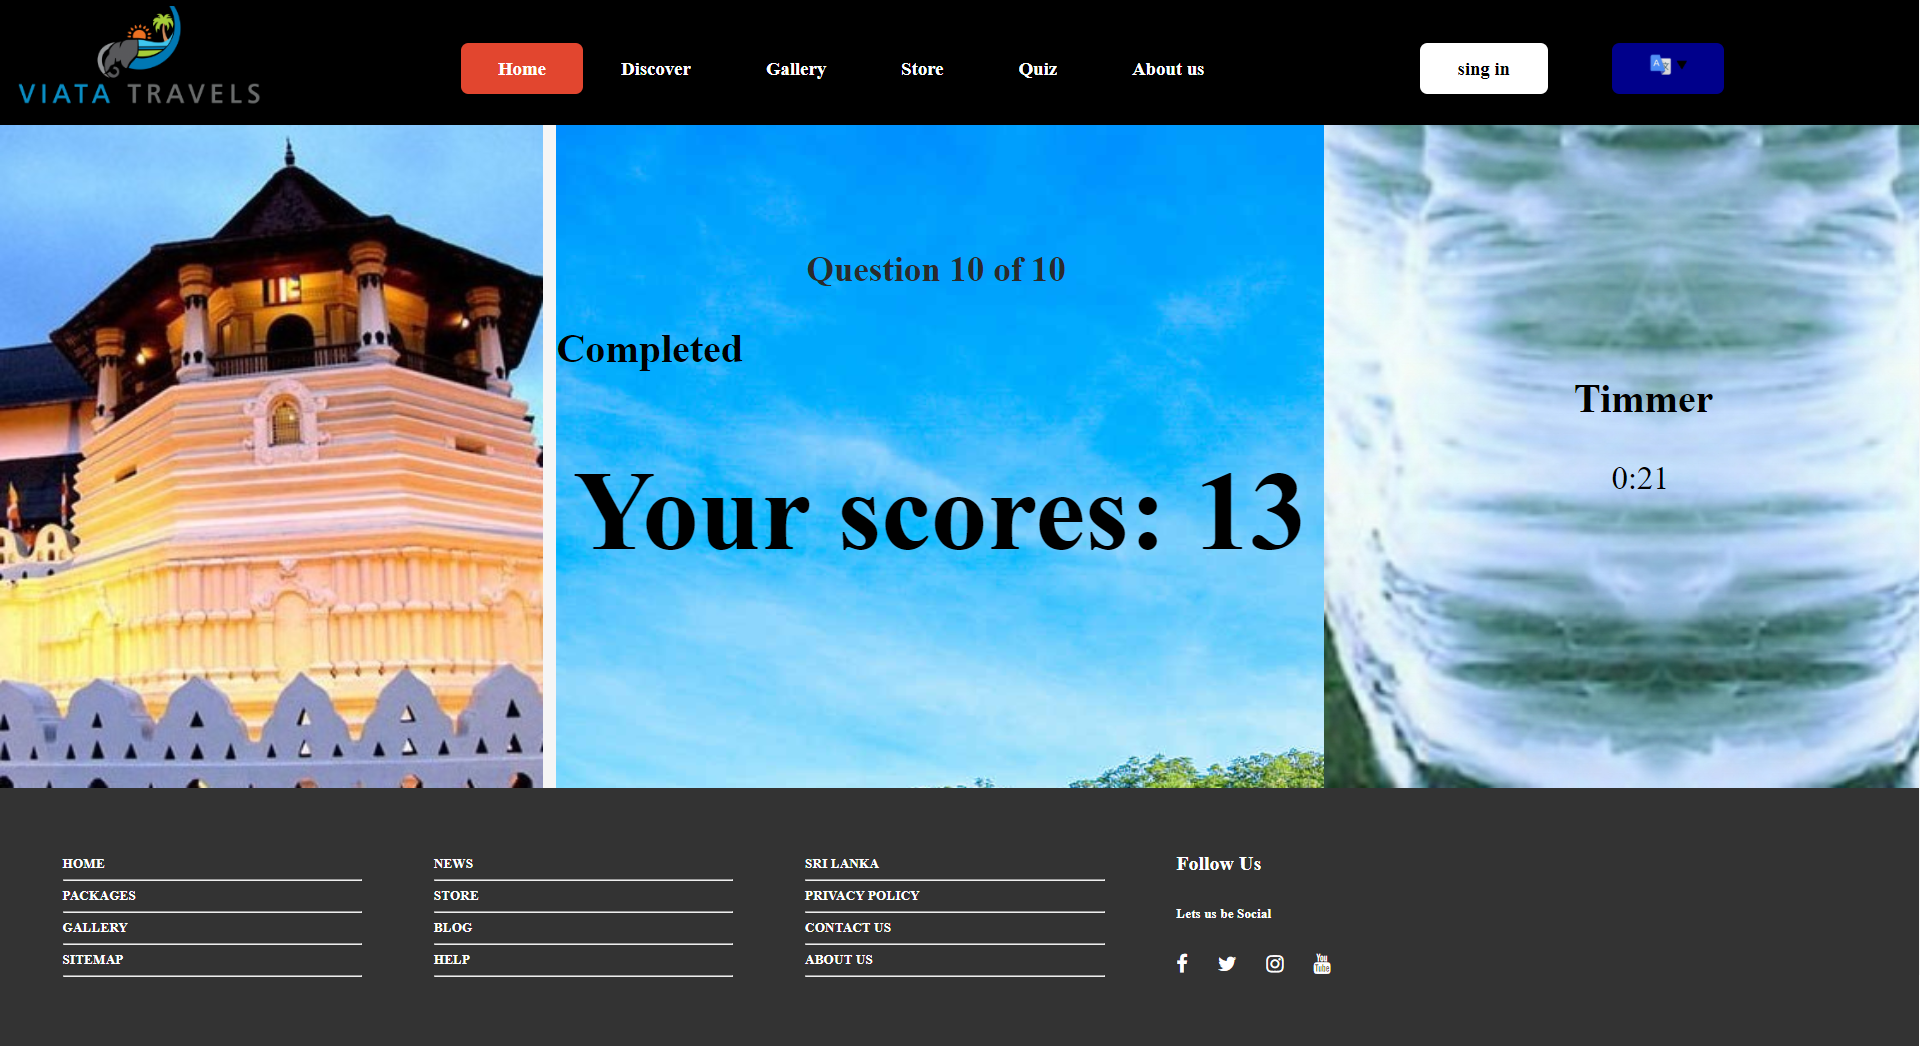 VIATA TRAVELS
Home
Discover
Gallery
Store
Quiz
About us
sing in
Question 10 of 10
Completed
Your scores: 13
Timmer
0:21
HOME
PACKAGES
GALLERY
SITEMAP
NEWS
STORE
BLOG
HELP
SRI LANKA
PRIVACY POLICY
CONTACT US
ABOUT US
Follow Us
Lets us be Social
You
Tube